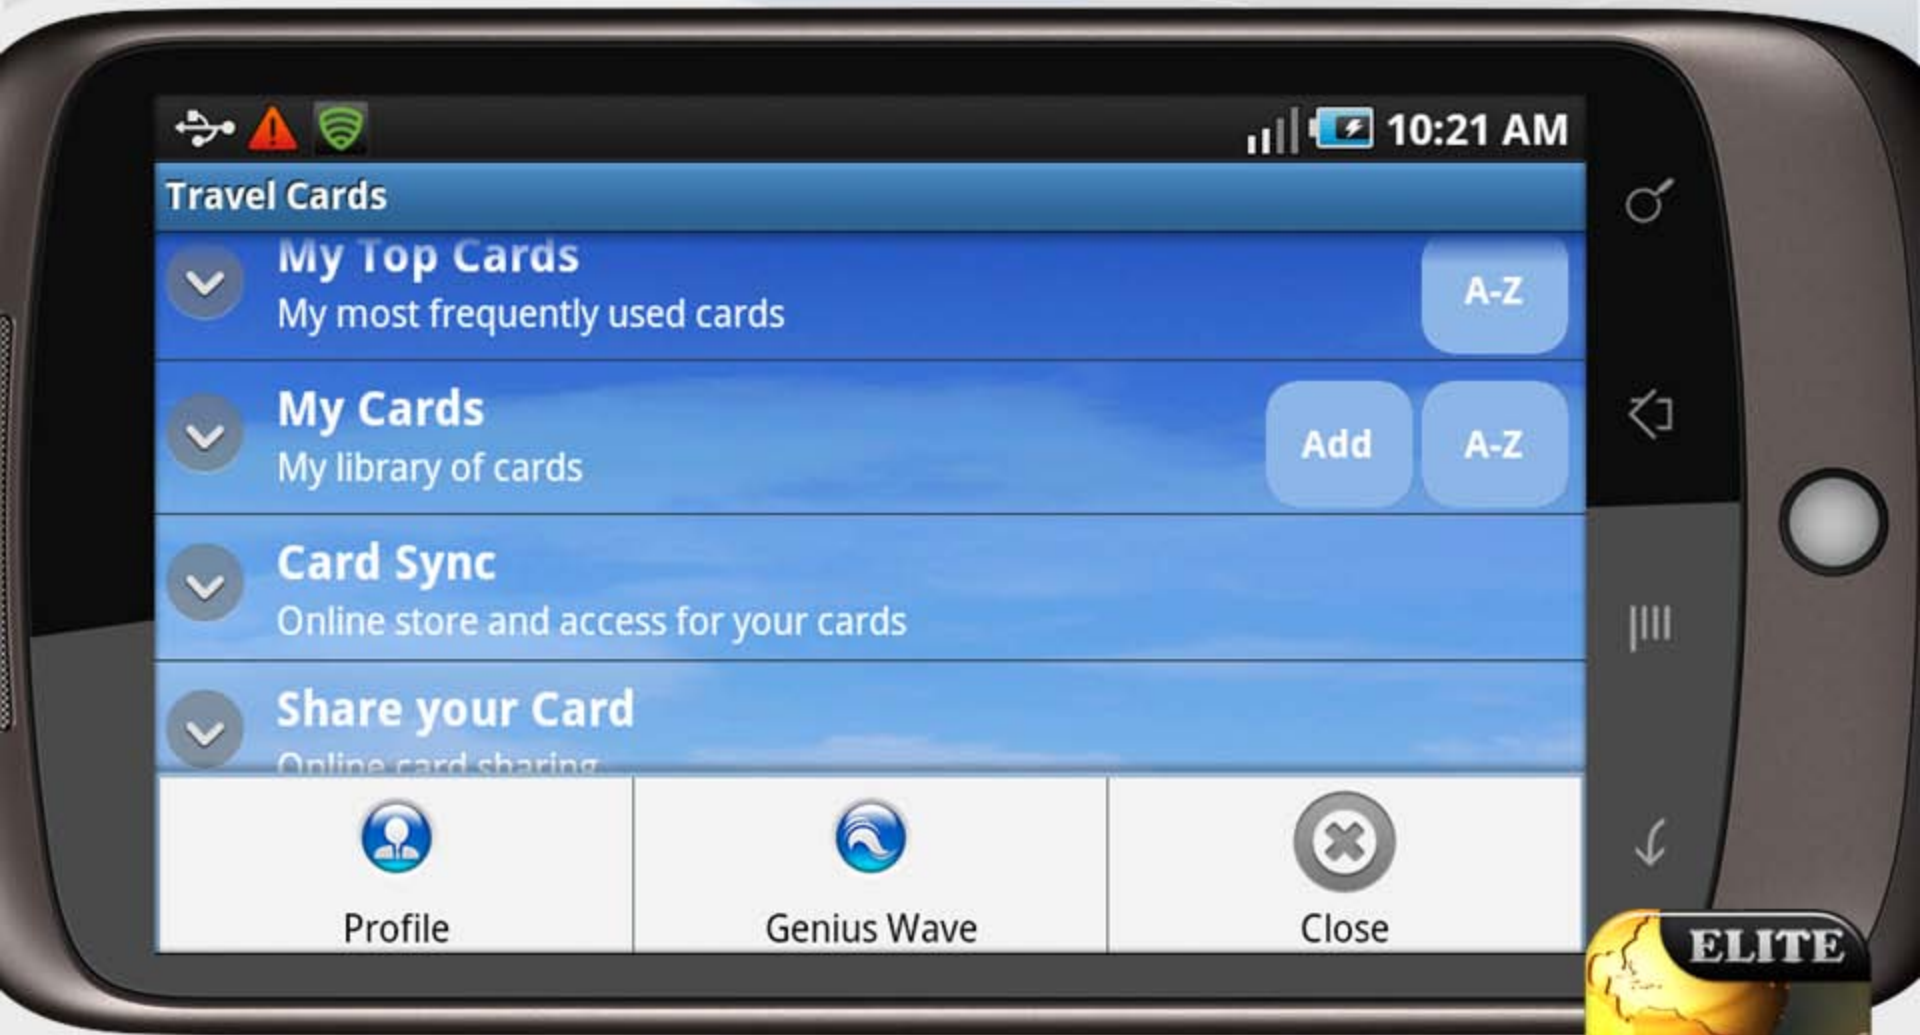 10:21 AM
Travel Cards
My Top Cards
My most frequently used cards
A-Z
My Cards
My library of cards
Add
A-Z
Card Sync
Online store and access for your cards
Share your Card
Online card sharing
Profile
Genius Wave
Close
ELITE